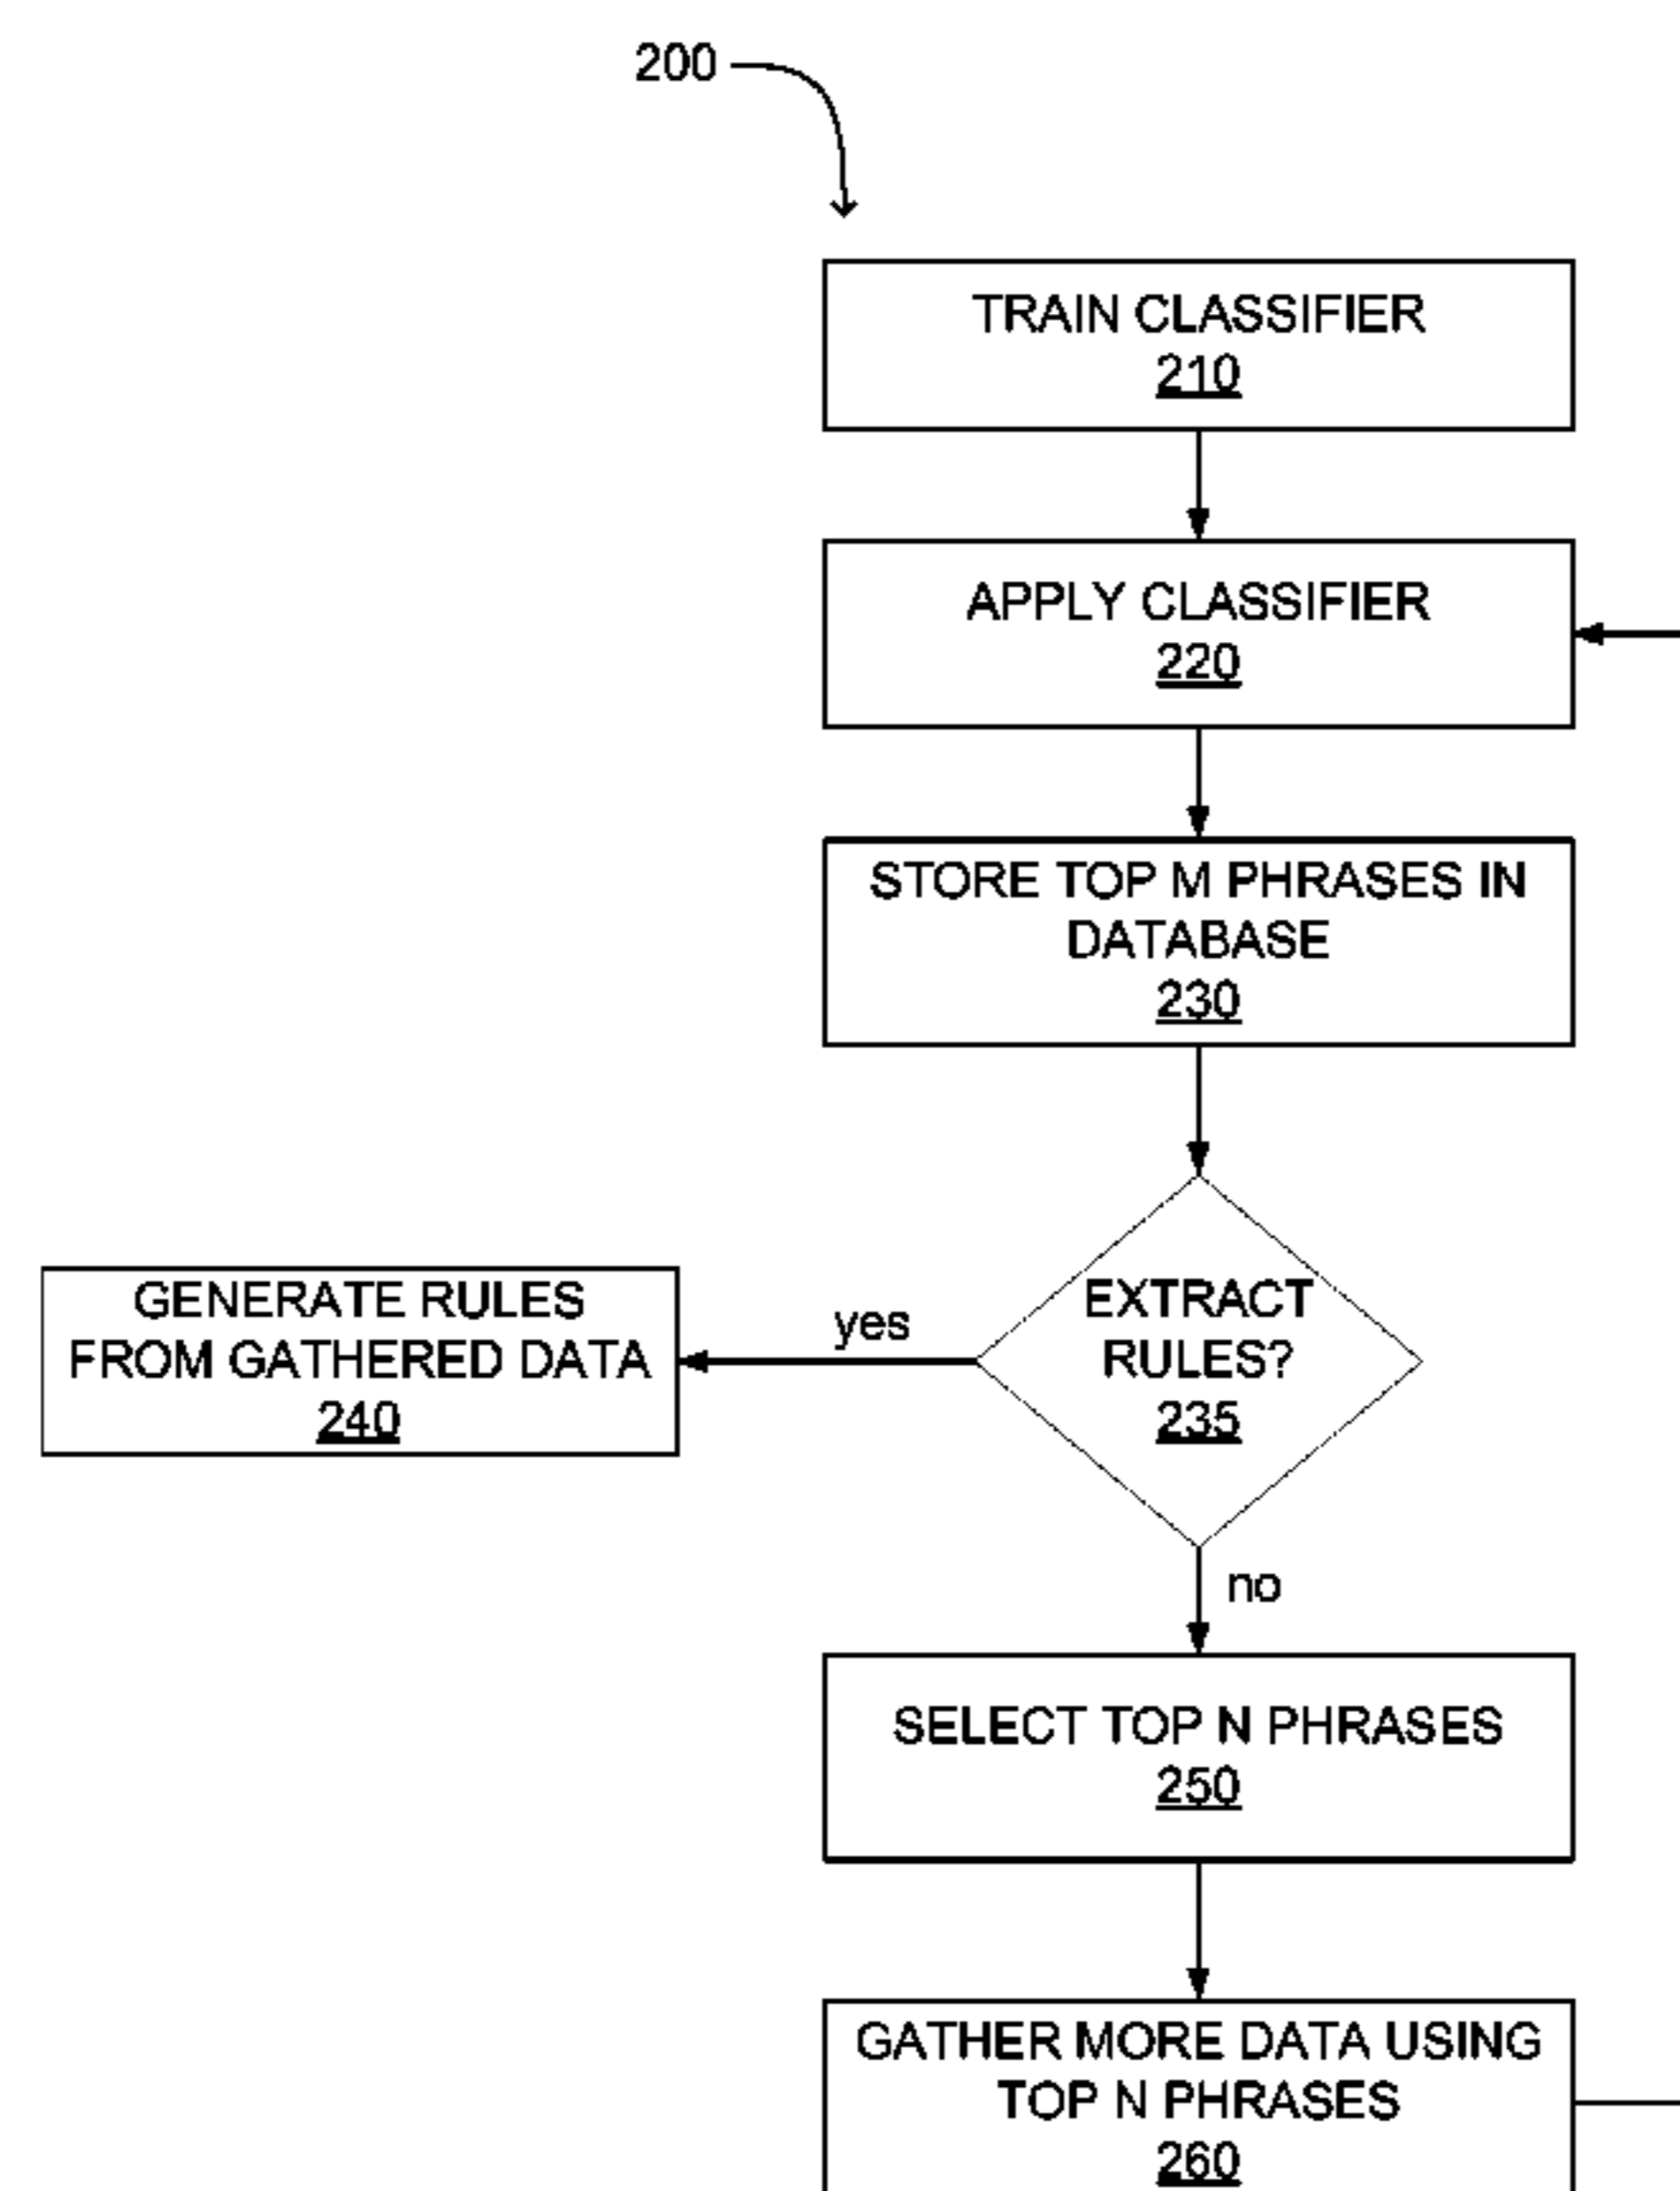 200
TRAIN CLASSIFIER
210
APPLY CLASSIFIER
220
STORE TOP M PHRASES IN
DATABASE
230
EXTRACT
RULES?
235
yes
GENERATE RULES
FROM GATHERED DATA
240
no
SELECT TOP N PHRASES
250
GATHER MORE DATA USING
TOP N PHRASES
260